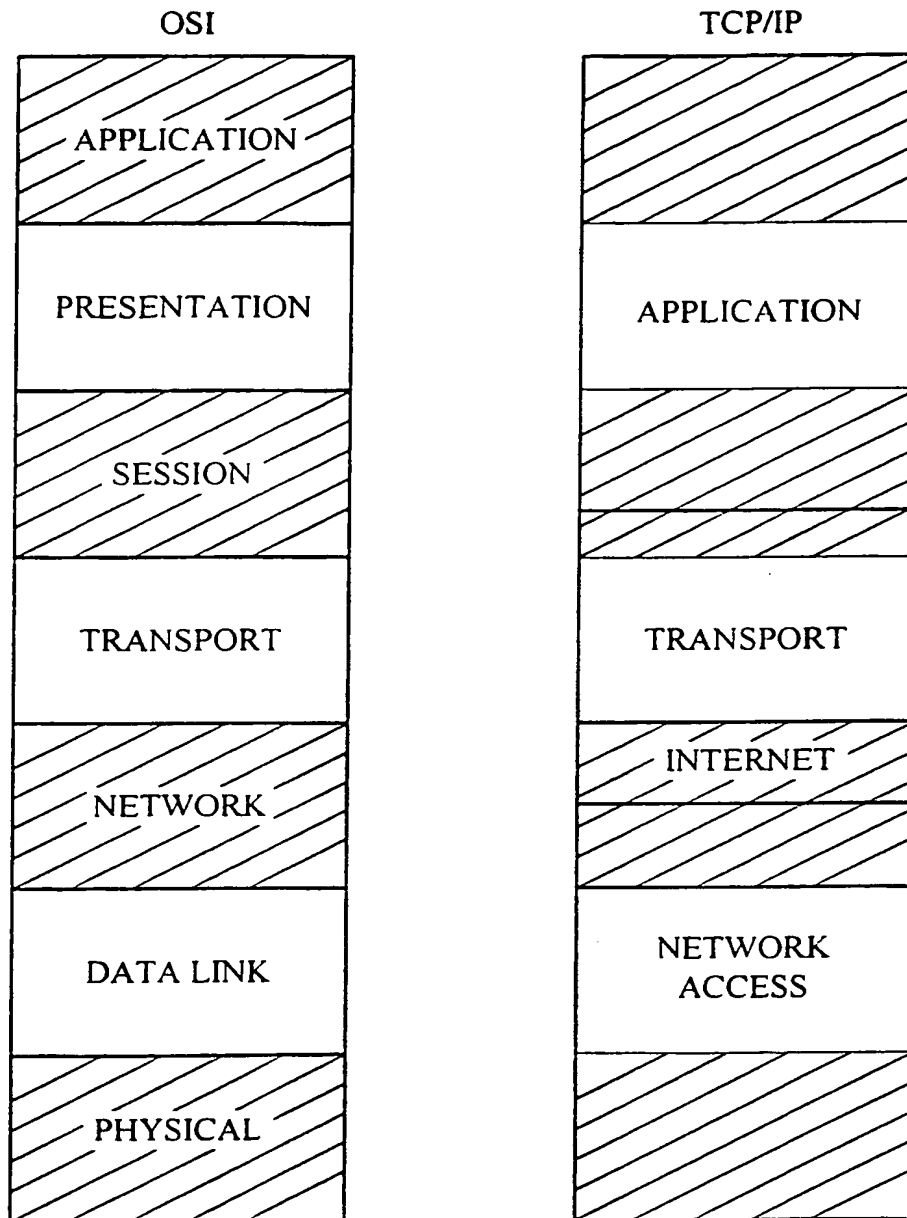 OSI
APPLICATION
PRESENTATION
SESSION
TRANSPORT
NETWORK
DATA LINK
PHYSICAL
TCP/IP
APPLICATION
TRANSPORT
INTERNET
NETWORK
ACCESS